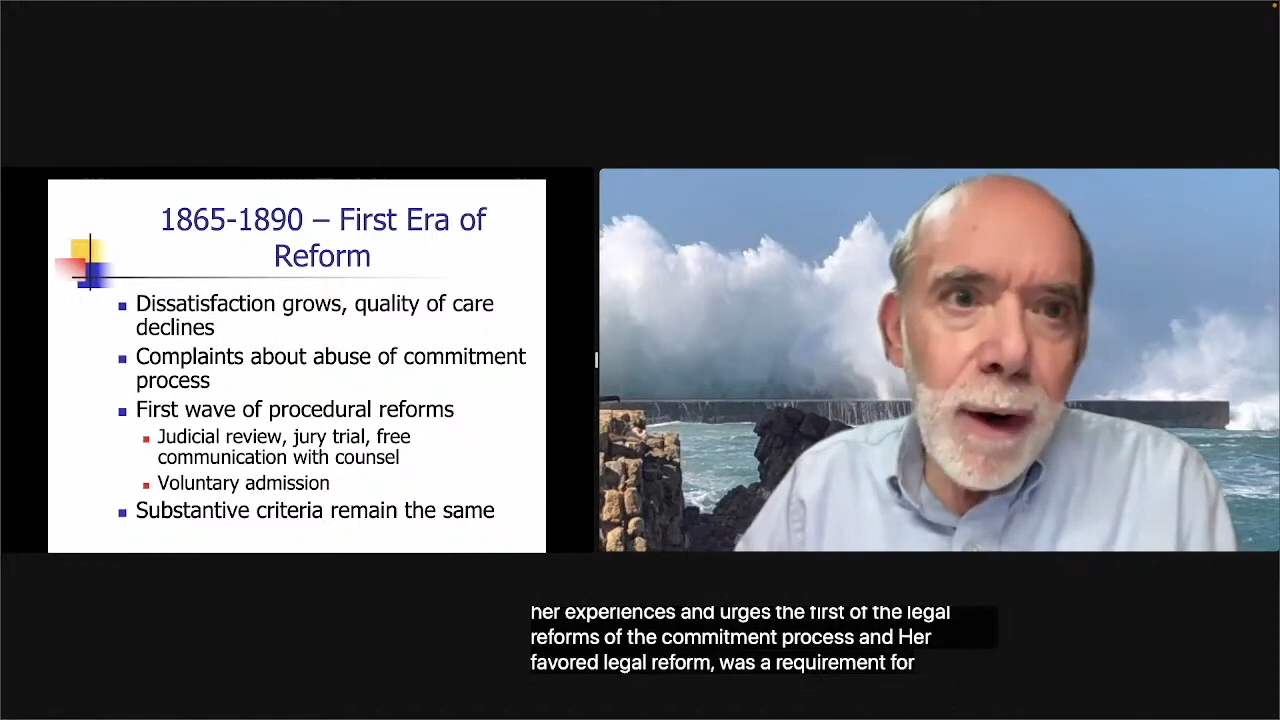 1865-1890 – First Era of
Reform
Dissatisfaction grows, quality of care
declines
Complaints about abuse of commitment
process
First wave of procedural reforms
Judicial review, jury trial, free
communication with counsel
Voluntary admission
Substantive criteria remain the same
her experiences and urges the first of the legal
reforms of the commitment process and Her
favored legal reform, was a requirement for